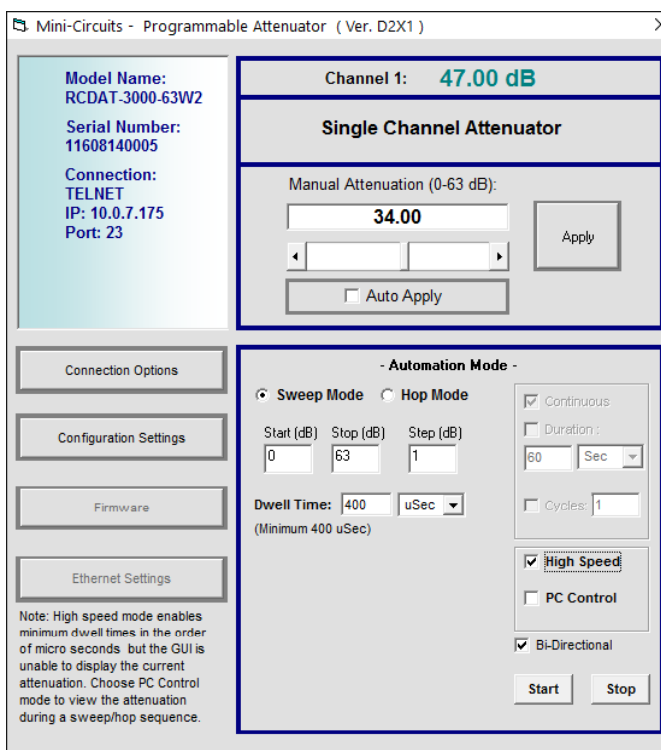 Mini-Circuits - Programmable Attenuator ( Ver. D2X1 )
Model Name:
RCDAT-3000-63W2
Serial Number:
11608140005
Connection:
TELNET
IP: 10.0.7.175
Port: 23
Channel 1: 47.00 dB
Single Channel Attenuator
Manual Attenuation (0-63 dB):
34.00
Apply
Auto Apply
Connection Options
Configuration Settings
Firmware
Ethernet Settings
Note: High speed mode enables
minimum dwell times in the order
of micro seconds but the GUI is
unable to display the current
attenuation. Choose PC Control
mode to view the attenuation
during a sweep/hop sequence.
- Automation Mode -
Sweep Mode Hop Mode
Start (dB) Stop (dB) Step (dB)
0 63 1
Dwell Time: 400 uSec
(Minimum 400 uSec)
Continuous
Duration :
60 Sec
Cycles: 1
High Speed
PC Control
Bi-Directional
Start Stop